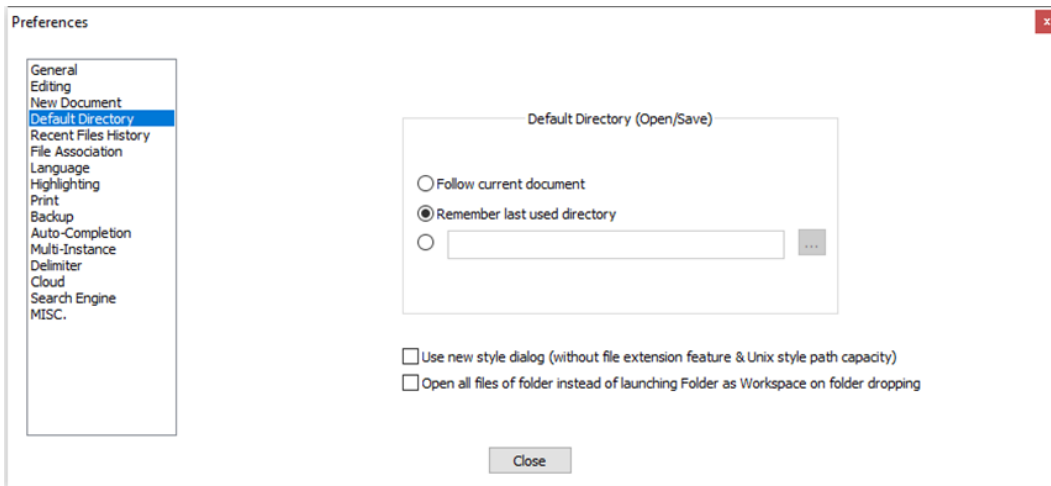 Preferences
x
General
Editing
New Document
Default Directory
Recent Files History
File Association
Language
Highlighting
Print
Backup
Auto-Completion
Multi-Instance
Delimiter
Cloud
Search Engine
MISC.
Default Directory (Open/Save)
Follow current document
Remember last used directory
...
Use new style dialog (without file extension feature & Unix style path capacity)
Open all files of folder instead of launching Folder as Workspace on folder dropping
Close